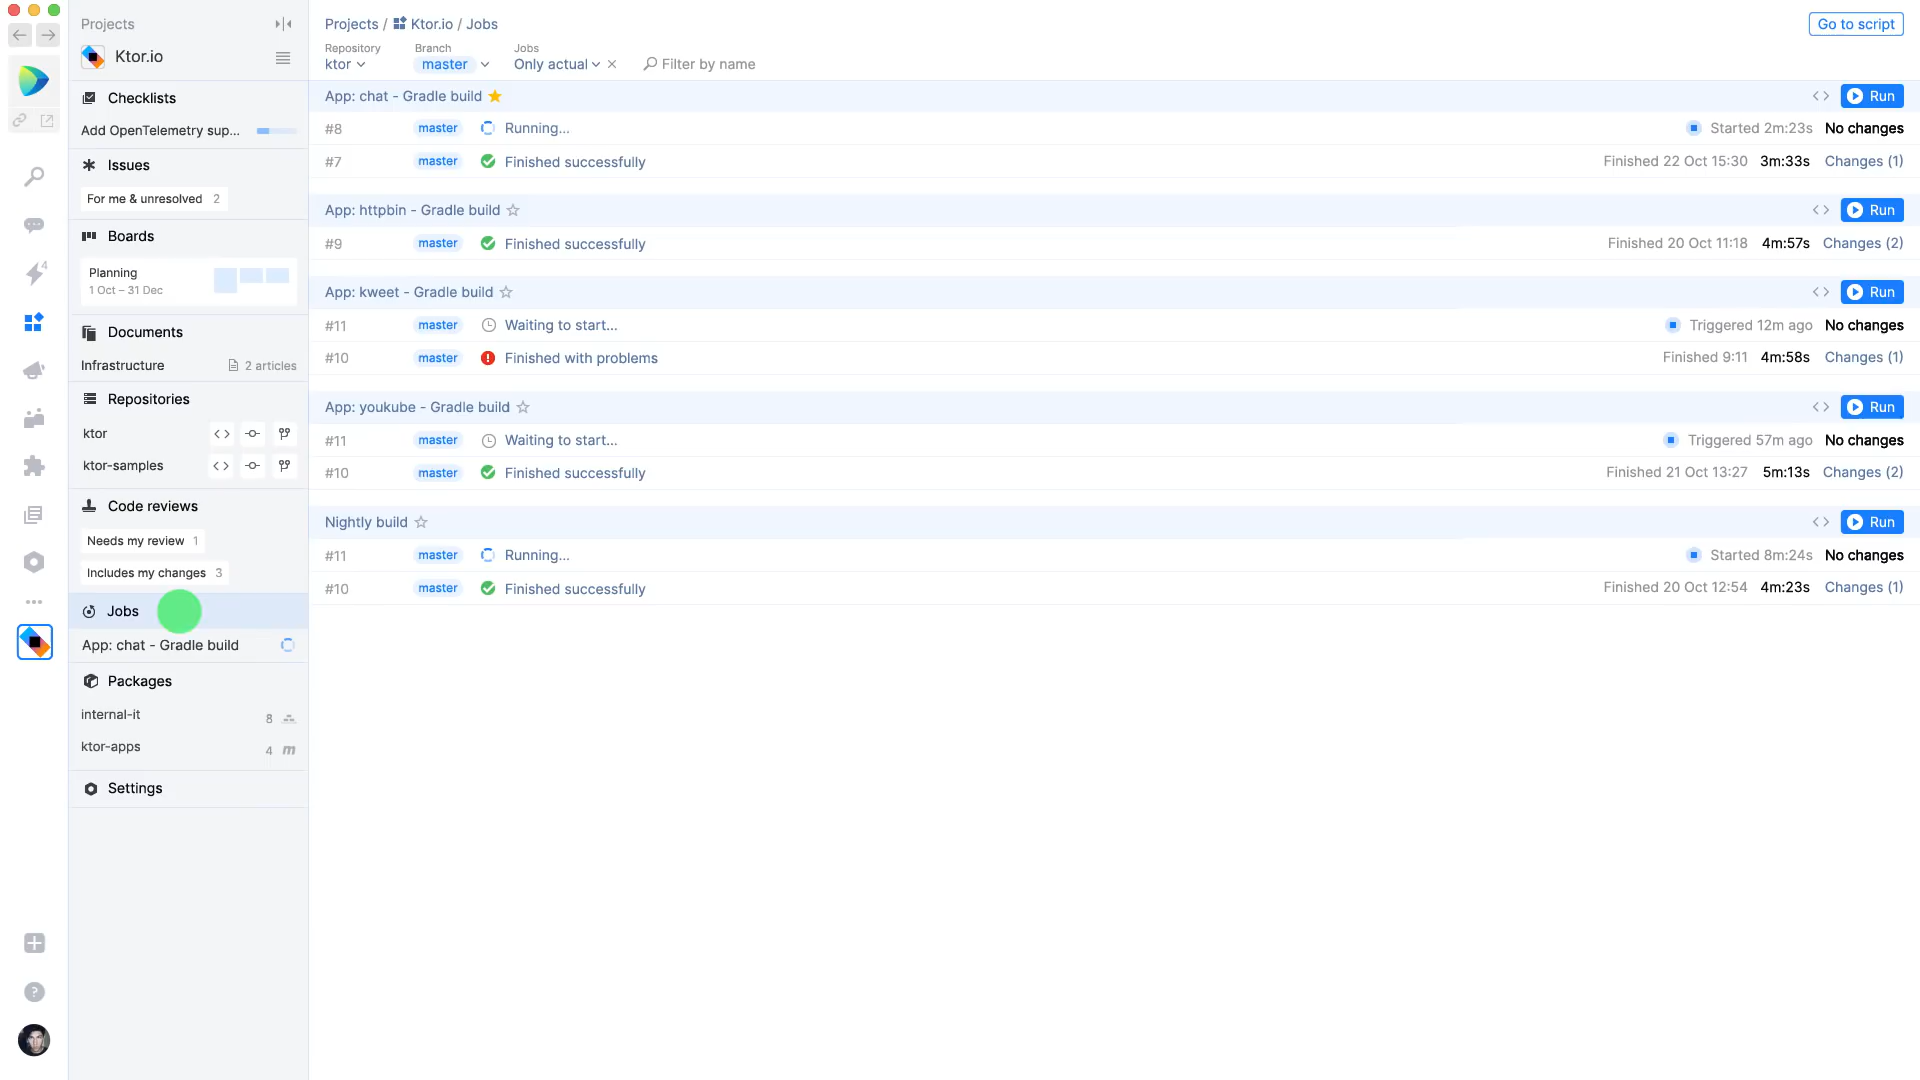 Projects
Ktor.io
Checklists
Add OpenTelemetry sup...
Issues
For me & unresolved 2
Boards
Planning
1 Oct – 31 Dec
Documents
Infrastructure 2 articles
Repositories
ktor
ktor-samples
Code reviews
Needs my review 1
Includes my changes 3
Jobs
App: chat - Gradle build
Packages
internal-it 8
ktor-apps 4 m
Settings
4
?
Projects / Ktor.io / Jobs
Go to script
Repository Branch Jobs
ktor master Only actual Filter by name
App: chat - Gradle build Run
#8 master Running... Started 2m:23s No changes
#7 master Finished successfully Finished 22 Oct 15:30 3m:33s Changes (1)
App: httpbin - Gradle build Run
#9 master Finished successfully Finished 20 Oct 11:18 4m:57s Changes (2)
App: kweet - Gradle build Run
#11 master Waiting to start... Triggered 12m ago No changes
#10 master Finished with problems Finished 9:11 4m:58s Changes (1)
App: youkube - Gradle build Run
#11 master Waiting to start... Triggered 57m ago No changes
#10 master Finished successfully Finished 21 Oct 13:27 5m:13s Changes (2)
Nightly build Run
#11 master Running... Started 8m:24s No changes
#10 master Finished successfully Finished 20 Oct 12:54 4m:23s Changes (1)